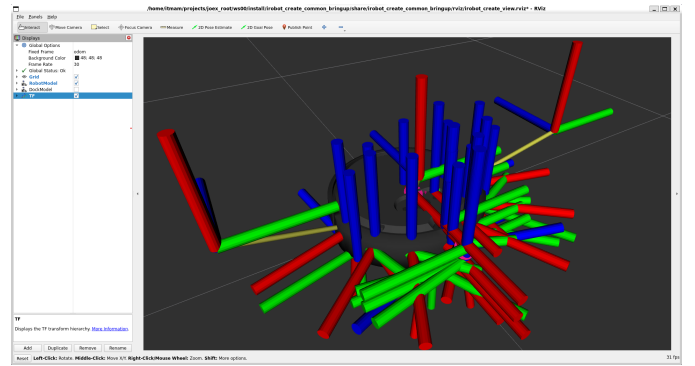 /home/itmam/projects/joex_root/ws00/install/irobot_create_common_bringup/share/irobot_create_common_bringup/rviz/irobot_create_view.rviz* - RViz
File Panels Help
Interact Move Camera Select Focus Camera Measure 2D Pose Estimate 2D Goal Pose Publish Point
Displays
Global Options
Fixed Frame odom
Background Color 48; 48; 48
Frame Rate 30
Global Status: Ok
Grid
RobotModel
DockModel
TF
TF
Displays the TF transform hierarchy. More Information.
Add Duplicate Remove Rename
Reset Left-Click: Rotate. Middle-Click: Move X/Y. Right-Click/Mouse Wheel: Zoom. Shift: More options. 31 fps